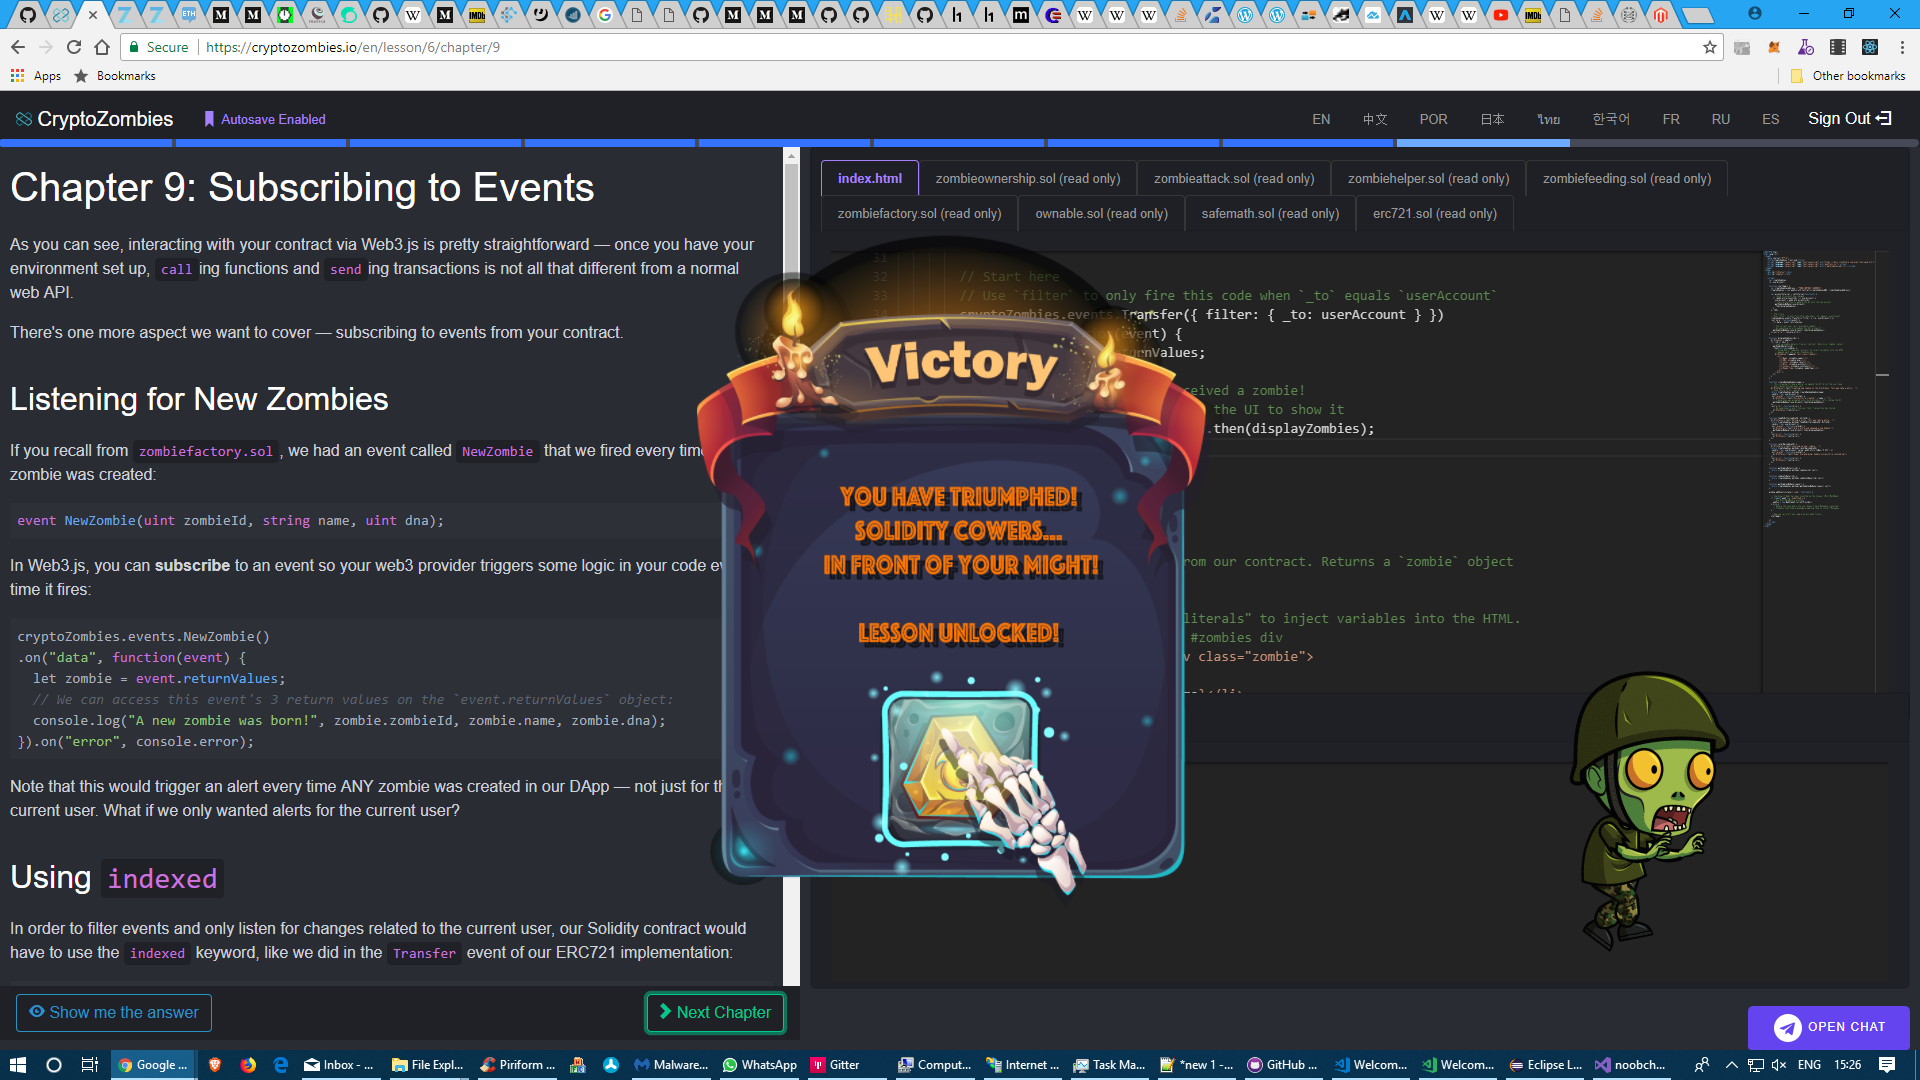 Secure
https://cryptozombies.io/en/lesson/6/chapter/9
Apps
Bookmarks
Other bookmarks
CryptoZombies
Autosave Enabled
EN
中文
POR
日本
ไทย
한국어
FR
RU
ES
Sign Out
Chapter 9: Subscribing to Events
As you can see, interacting with your contract via Web3.js is pretty straightforward — once you have your
environment set up, call ing functions and send ing transactions is not all that different from a normal
web API.
There's one more aspect we want to cover — subscribing to events from your contract.
Listening for New Zombies
If you recall from zombiefactory.sol , we had an event called NewZombie that we fired every time
zombie was created:
event NewZombie(uint zombieId, string name, uint dna);
In Web3.js, you can subscribe to an event so your web3 provider triggers some logic in your code ev
time it fires:
cryptoZombies.events.NewZombie()
.on("data", function(event) {
let zombie = event.returnValues;
// We can access this event's 3 return values on the `event.returnValues` object:
console.log("A new zombie was born!", zombie.zombieId, zombie.name, zombie.dna);
}).on("error", console.error);
Note that this would trigger an alert every time ANY zombie was created in our DApp — not just for th
current user. What if we only wanted alerts for the current user?
Using indexed
In order to filter events and only listen for changes related to the current user, our Solidity contract would
have to use the indexed keyword, like we did in the Transfer event of our ERC721 implementation:
Show me the answer
Next Chapter
index.html
zombieownership.sol (read only)
zombieattack.sol (read only)
zombiehelper.sol (read only)
zombiefeeding.sol (read only)
zombiefactory.sol (read only)
ownable.sol (read only)
safemath.sol (read only)
erc721.sol (read only)
31
32 // Start here
33 // Use `filter` to only fire this code when `_to` equals `userAccount`
34 cryptoZombies.events.Transfer({ filter: { _to: userAccount } })
event) {
rnValues;
ceived a zombie!
the UI to show it
.then(displayZombies);
rom our contract. Returns a `zombie` object
literals" to inject variables into the HTML.
#zombies div
v class="zombie">
Victory
YOU HAVE TRIUMPHED!
SOLIDITY COWERS...
IN FRONT OF YOUR MIGHT!
LESSON UNLOCKED!
OPEN CHAT
Google ...
Inbox - ...
File Expl...
Piriform ...
Malware...
WhatsApp
Gitter
Comput...
Internet ...
Task Ma...
*new 1 -...
GitHub ...
Welcom...
Welcom...
Eclipse L...
noobch...
ENG
15:26